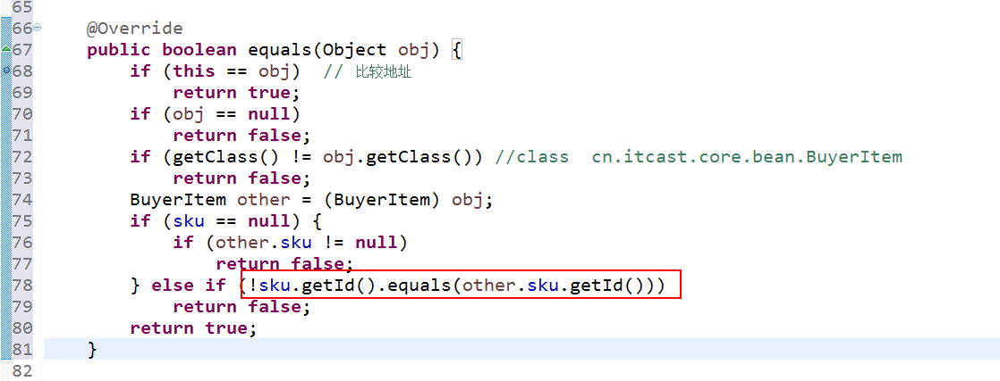 65
66 @Override
67 public boolean equals(Object obj) {
68 if (this == obj) // 比较地址
69 return true;
70 if (obj == null)
71 return false;
72 if (getClass() != obj.getClass()) //class cn.itcast.core.bean.BuyerItem
73 return false;
74 BuyerItem other = (BuyerItem) obj;
75 if (sku == null) {
76 if (other.sku != null)
77 return false;
78 } else if (!sku.getId().equals(other.sku.getId()))
79 return false;
80 return true;
81 }
82